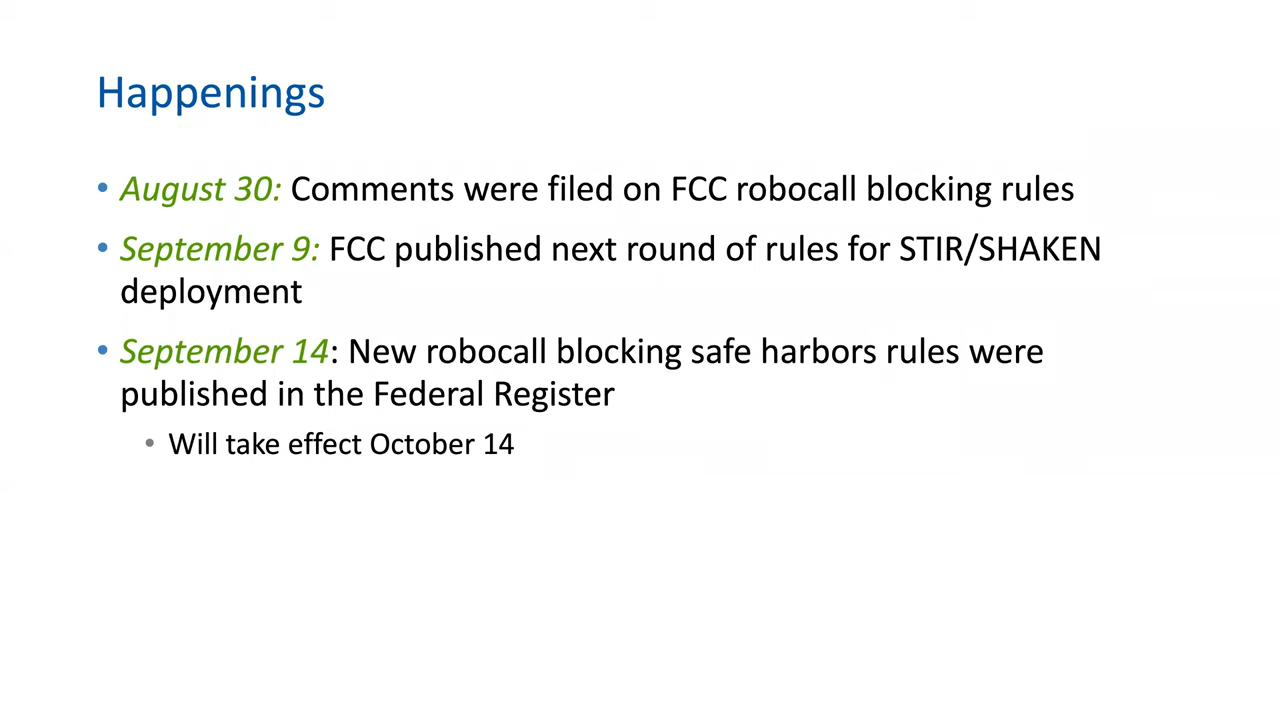 Happenings
• August 30: Comments were filed on FCC robocall blocking rules
• September 9: FCC published next round of rules for STIR/SHAKEN
deployment
• September 14: New robocall blocking safe harbors rules were
published in the Federal Register
• Will take effect October 14